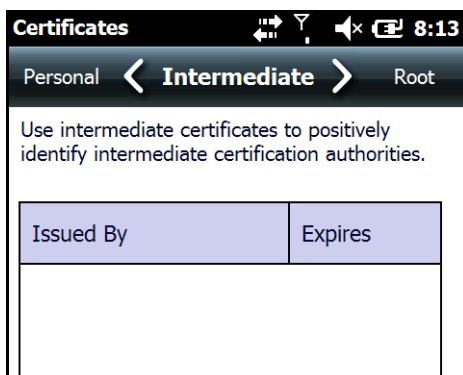 Certificates 8:13
Personal Intermediate Root
Use intermediate certificates to positively
identify intermediate certification authorities.
Issued By Expires